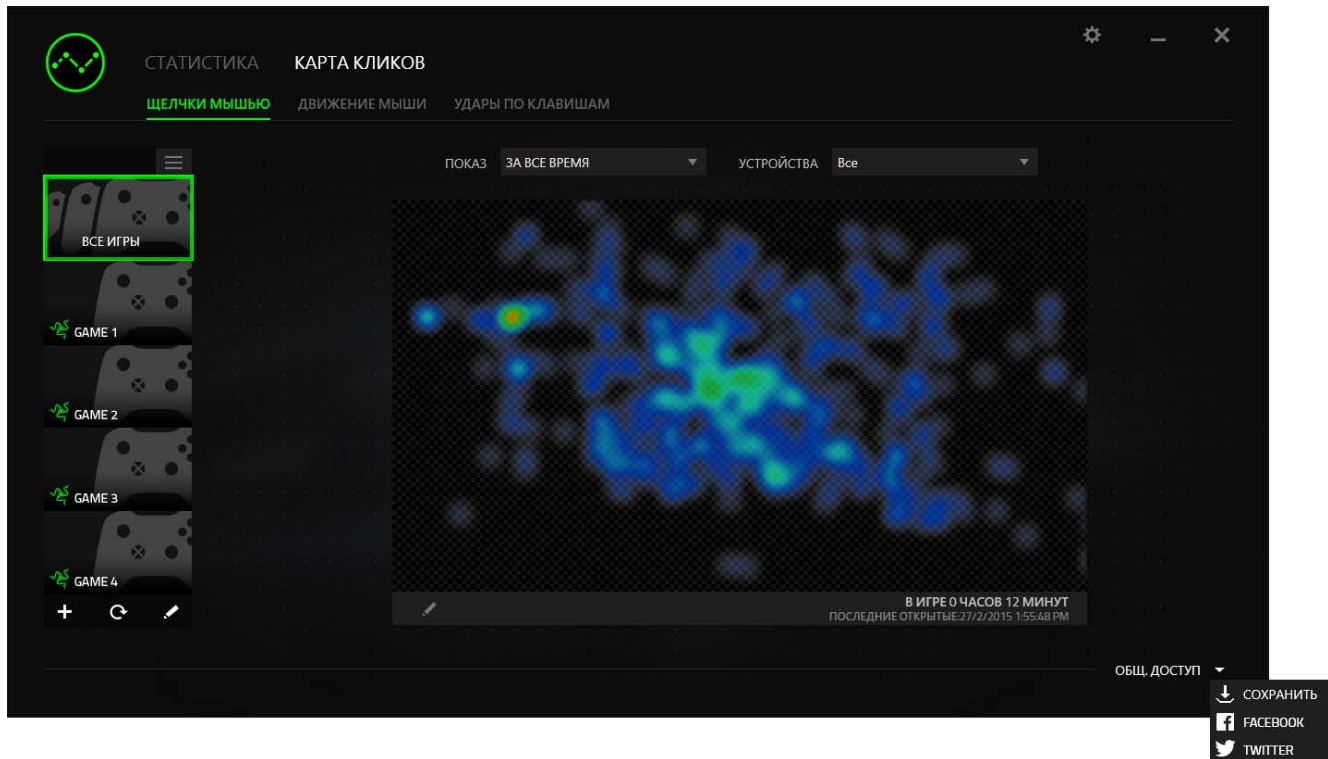 СТАТИСТИКА КАРТА КЛИКОВ
ЩЕЛЧКИ МЫШЬЮ ДВИЖЕНИЕ МЫШИ УДАРЫ ПО КЛАВИШАМ
ПОКАЗ ЗА ВСЕ ВРЕМЯ УСТРОЙСТВА Все
ВСЕ ИГРЫ
GAME 1
GAME 2
GAME 3
GAME 4
В ИГРЕ 0 ЧАСОВ 12 МИНУТ
ПОСЛЕДНИЕ ОТКРЫТЫЕ:27/2/2015 1:55:48 PM
ОБЩ. ДОСТУП
СОХРАНИТЬ
FACEBOOK
TWITTER